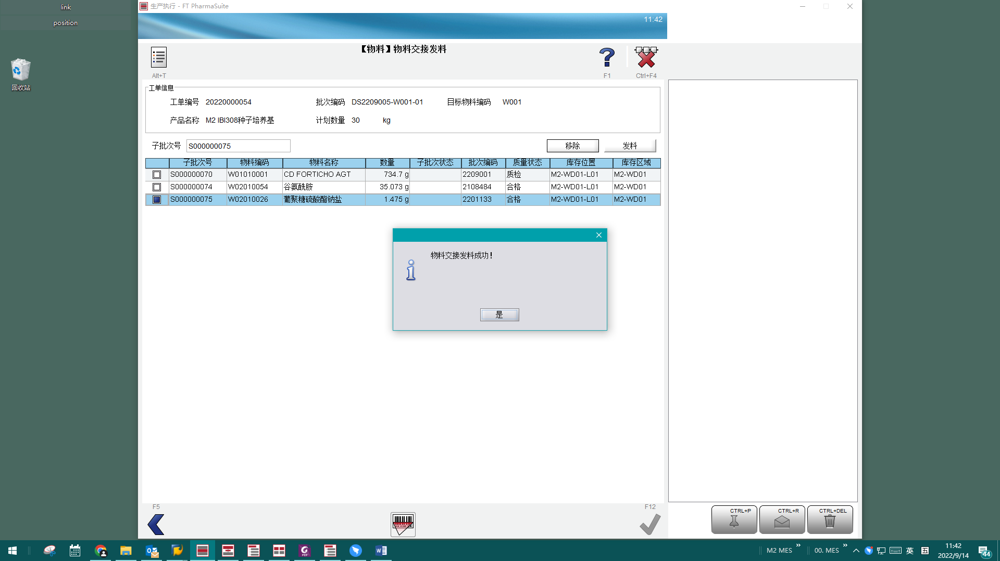 link
position
回收站
生产执行 - FT PharmaSuite
11:42
【物料】物料交接发料
Alt+T
F1
Ctrl+F4
工单信息
工单编号 20220000054 批次编码 DS2209005-W001-01 目标物料编码 W001
产品名称 M2 IBI308种子培养基 计划数量 30 kg
子批次号 S000000075 移除 发料
子批次号 物料编码 物料名称 数量 子批次状态 批次编码 质量状态 库存位置 库存区域
S000000070 W01010001 CD FORTICHO AGT 734.7 g 2209001 质检 M2-WD01-L01 M2-WD01
S000000074 W02010054 谷氨酰胺 35.073 g 2108484 合格 M2-WD01-L01 M2-WD01
S000000075 W02010026 葡聚糖硫酸酯钠盐 1.475 g 2201133 合格 M2-WD01-L01 M2-WD01
物料交接发料成功！
是
F5
F12
CTRL+P
CTRL+R
CTRL+DEL
M2 MES
00. MES
英
五
11:42
2022/9/14
44